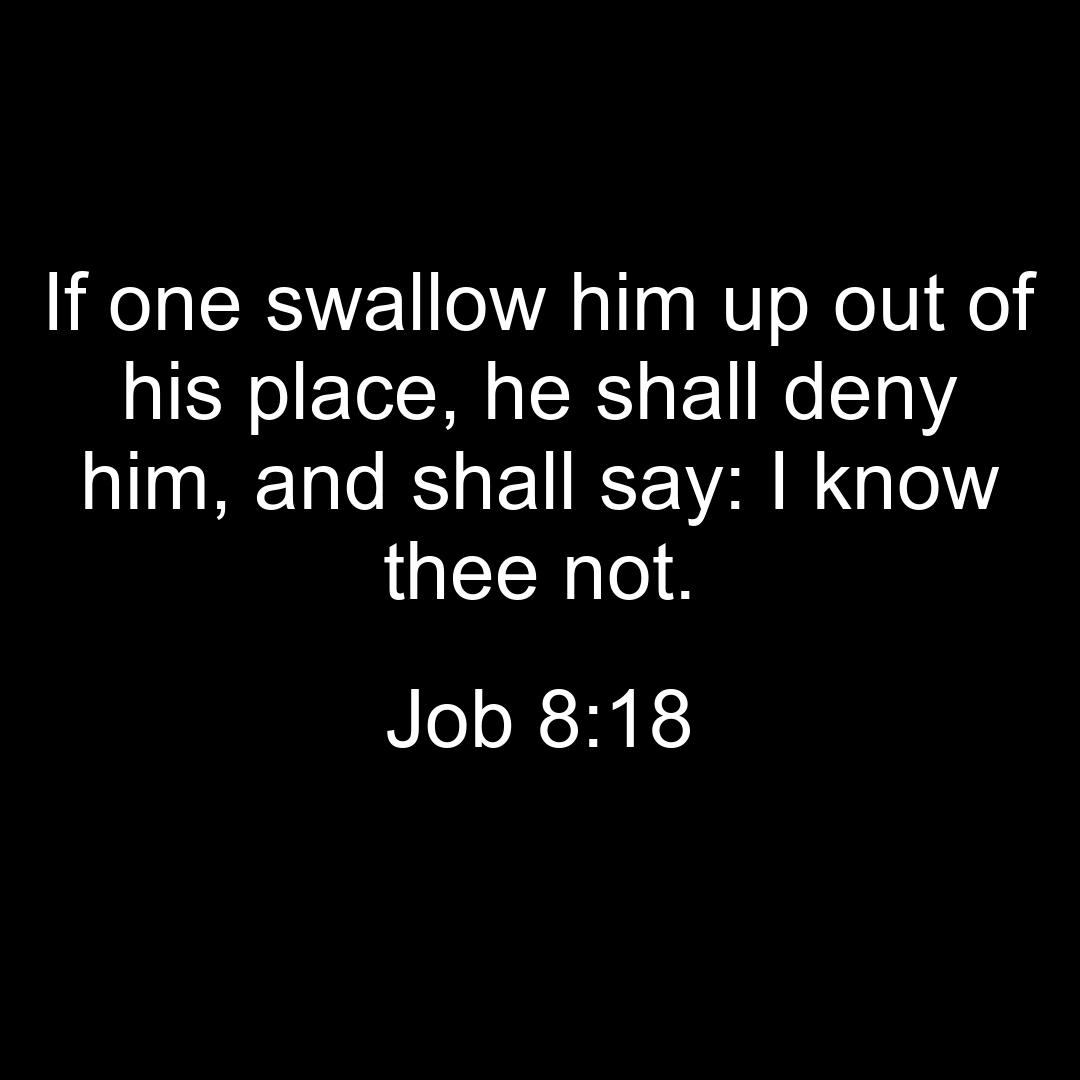 If one swallow him up out of
his place, he shall deny
him, and shall say: I know
thee not.
Job 8:18